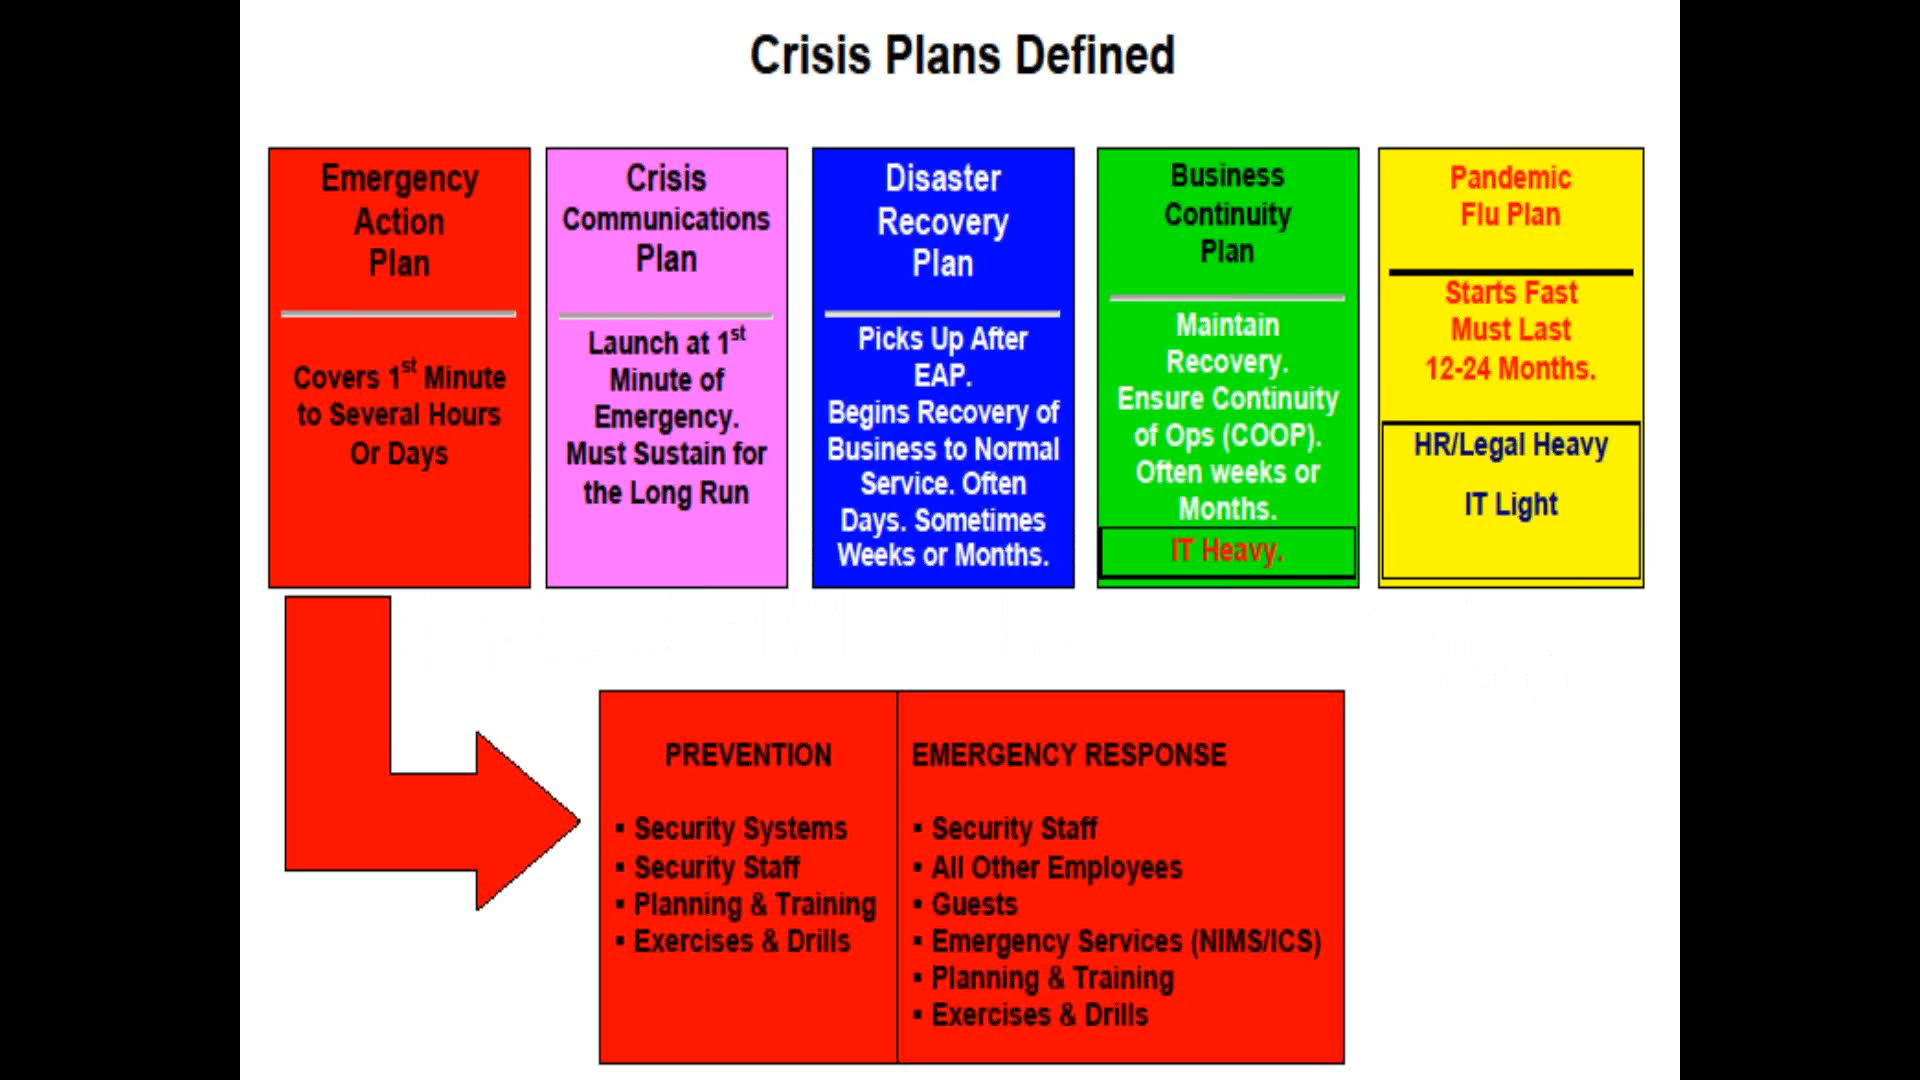 Crisis Plans Defined
Emergency
Action
Plan
Covers 1st Minute
to Several Hours
Or Days
Crisis
Communications
Plan
Launch at 1st
Minute of
Emergency.
Must Sustain for
the Long Run
Disaster
Recovery
Plan
Picks Up After
EAP.
Begins Recovery of
Business to Normal
Service. Often
Days. Sometimes
Weeks or Months.
Business
Continuity
Plan
Maintain
Recovery.
Ensure Continuity
of Ops (COOP).
Often weeks or
Months.
IT Heavy.
Pandemic
Flu Plan
Starts Fast
Must Last
12-24 Months.
HR/Legal Heavy
IT Light
PREVENTION
▪ Security Systems
▪ Security Staff
▪ Planning & Training
▪ Exercises & Drills
EMERGENCY RESPONSE
▪ Security Staff
▪ All Other Employees
▪ Guests
▪ Emergency Services (NIMS/ICS)
▪ Planning & Training
▪ Exercises & Drills